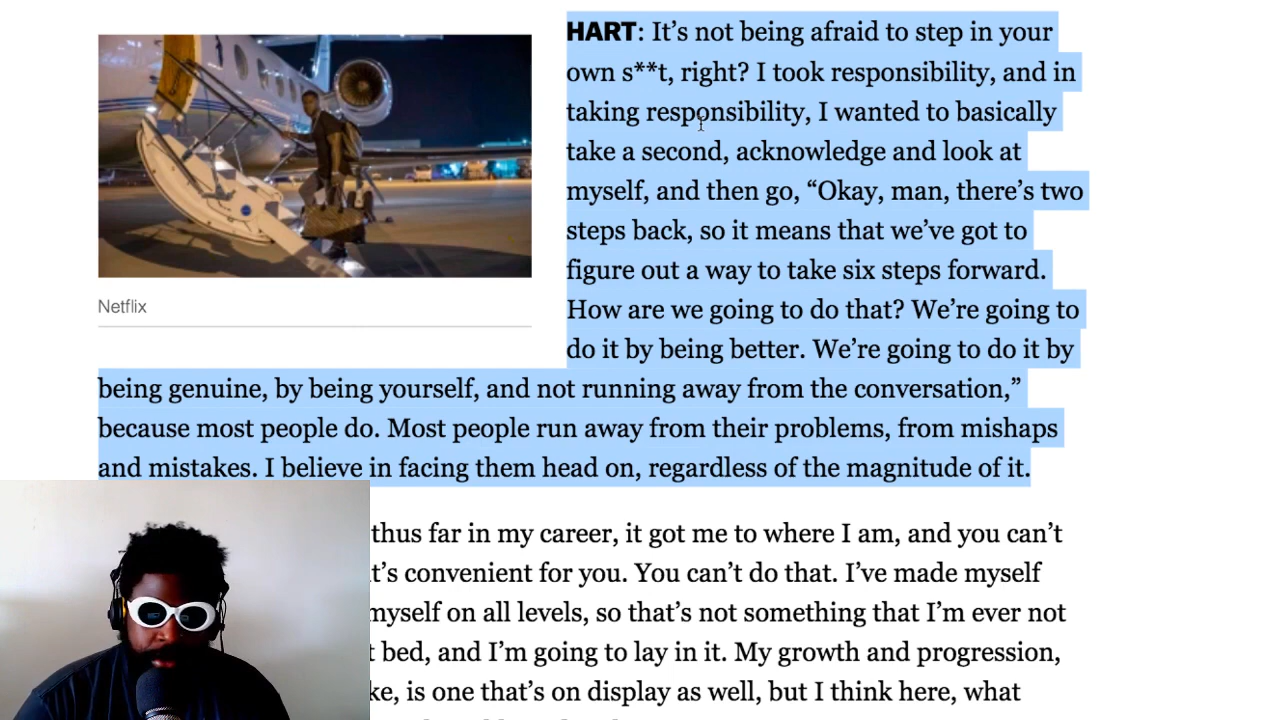 HART: It’s not being afraid to step in your
own s**t, right? I took responsibility, and in
taking responsibility, I wanted to basically
take a second, acknowledge and look at
myself, and then go, “Okay, man, there’s two
steps back, so it means that we’ve got to
figure out a way to take six steps forward.
How are we going to do that? We’re going to
do it by being better. We’re going to do it by
Netflix
being genuine, by being yourself, and not running away from the conversation,”
because most people do. Most people run away from their problems, from mishaps
and mistakes. I believe in facing them head on, regardless of the magnitude of it.
thus far in my career, it got me to where I am, and you can’t
t’s convenient for you. You can’t do that. I’ve made myself
myself on all levels, so that’s not something that I’m ever not
t bed, and I’m going to lay in it. My growth and progression,
ke, is one that’s on display as well, but I think here, what